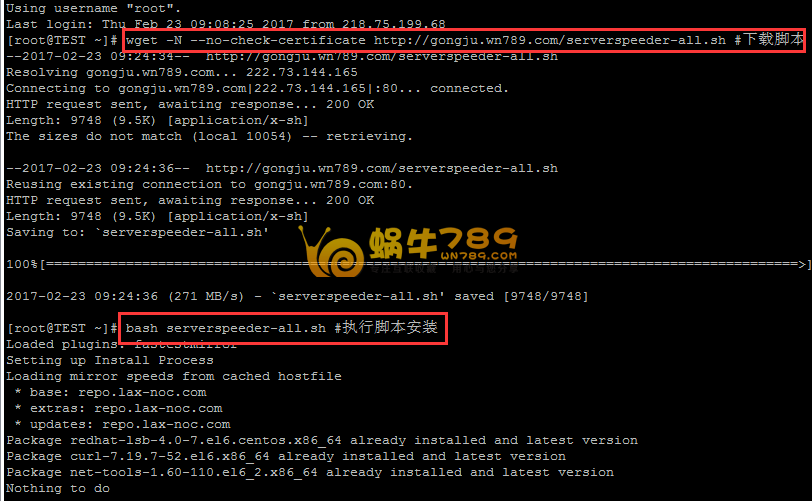 Using username "root".
Last login: Thu Feb 23 09:08:25 2017 from 218.75.199.68
[root@TEST ~]# wget -N --no-check-certificate http://gongju.wn789.com/serverspeeder-all.sh #下载脚本
--2017-02-23 09:24:34--  http://gongju.wn789.com/serverspeeder-all.sh
Resolving gongju.wn789.com... 222.73.144.165
Connecting to gongju.wn789.com|222.73.144.165|:80... connected.
HTTP request sent, awaiting response... 200 OK
Length: 9748 (9.5K) [application/x-sh]
The sizes do not match (local 10054) -- retrieving.
--2017-02-23 09:24:36--  http://gongju.wn789.com/serverspeeder-all.sh
Reusing existing connection to gongju.wn789.com:80.
HTTP request sent, awaiting response... 200 OK
Length: 9748 (9.5K) [application/x-sh]
Saving to: `serverspeeder-all.sh'
蜗牛789
WN789.COM
100%[=============================================================================================>]
2017-02-23 09:24:36 (271 MB/s) - `serverspeeder-all.sh' saved [9748/9748]
[root@TEST ~]# bash serverspeeder-all.sh #执行脚本安装
Loaded plugins: fastestmirror
Setting up Install Process
Loading mirror speeds from cached hostfile
 * base: repo.lax-noc.com
 * extras: repo.lax-noc.com
 * updates: repo.lax-noc.com
Package redhat-lsb-4.0-7.el6.centos.x86_64 already installed and latest version
Package curl-7.19.7-52.el6.x86_64 already installed and latest version
Package net-tools-1.60-110.el6_2.x86_64 already installed and latest version
Nothing to do